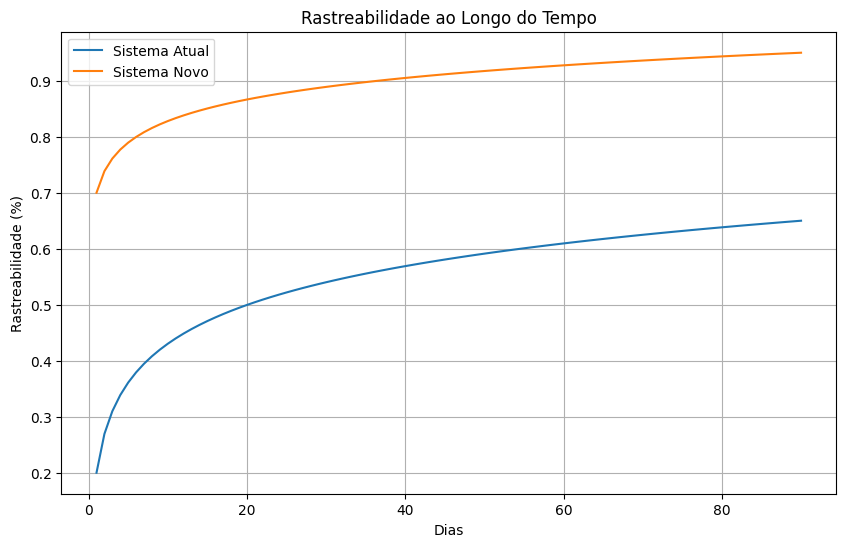 Rastreabilidade ao Longo do Tempo
Sistema Atual
Sistema Novo
Rastreabilidade (%)
0.9
0.8
0.7
0.6
0.5
0.4
0.3
0.2
0 20 40 60 80
Dias